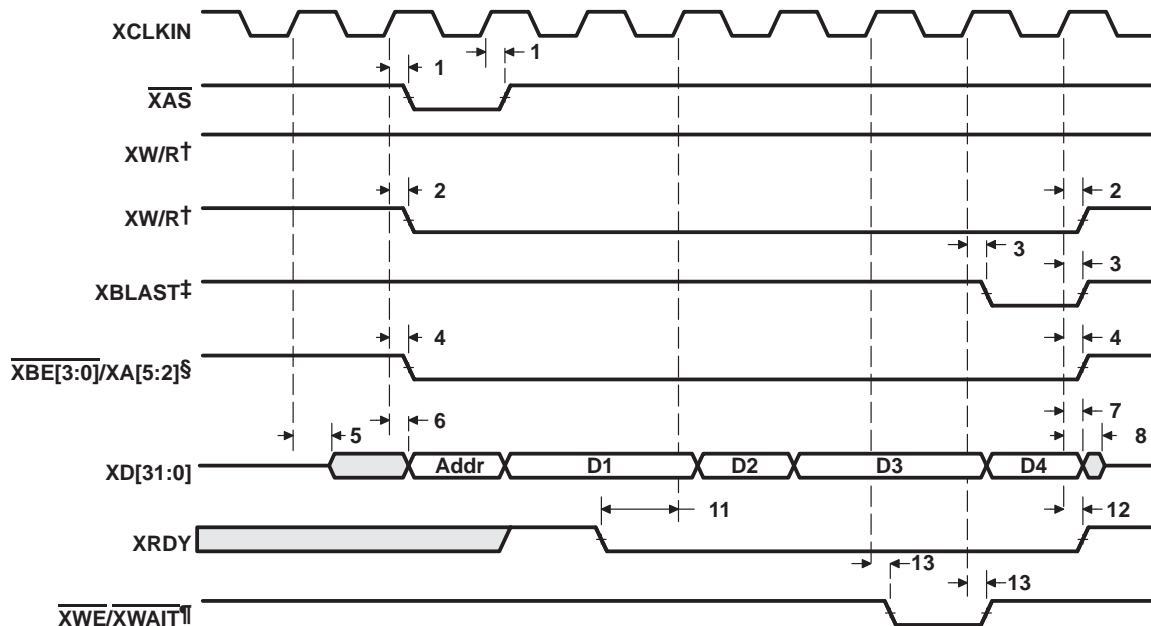 XCLKIN
1
1
XAS
XW/R†
2
2
XW/R†
3
3
XBLAST‡
4
4
XBE[3:0]/XA[5:2]§
6
7
5
8
XD[31:0]
Addr
D1
D2
D3
D4
11
12
XRDY
13
13
XWE/XWAIT¶